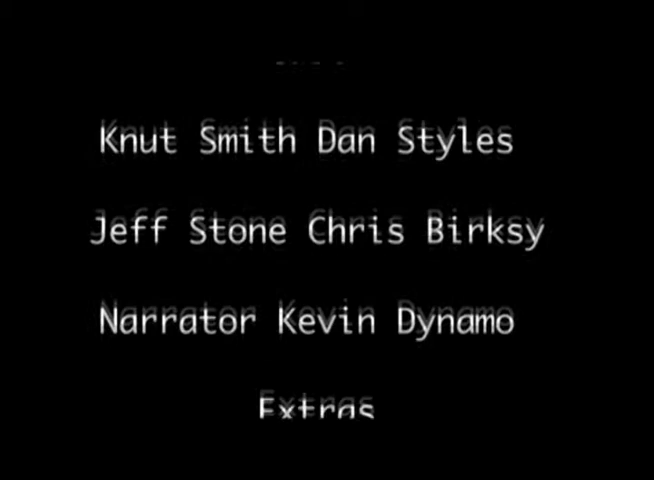 Knut Smith Dan Styles
Jeff Stone Chris Birksy
Narrator Kevin Dynamo
Extras